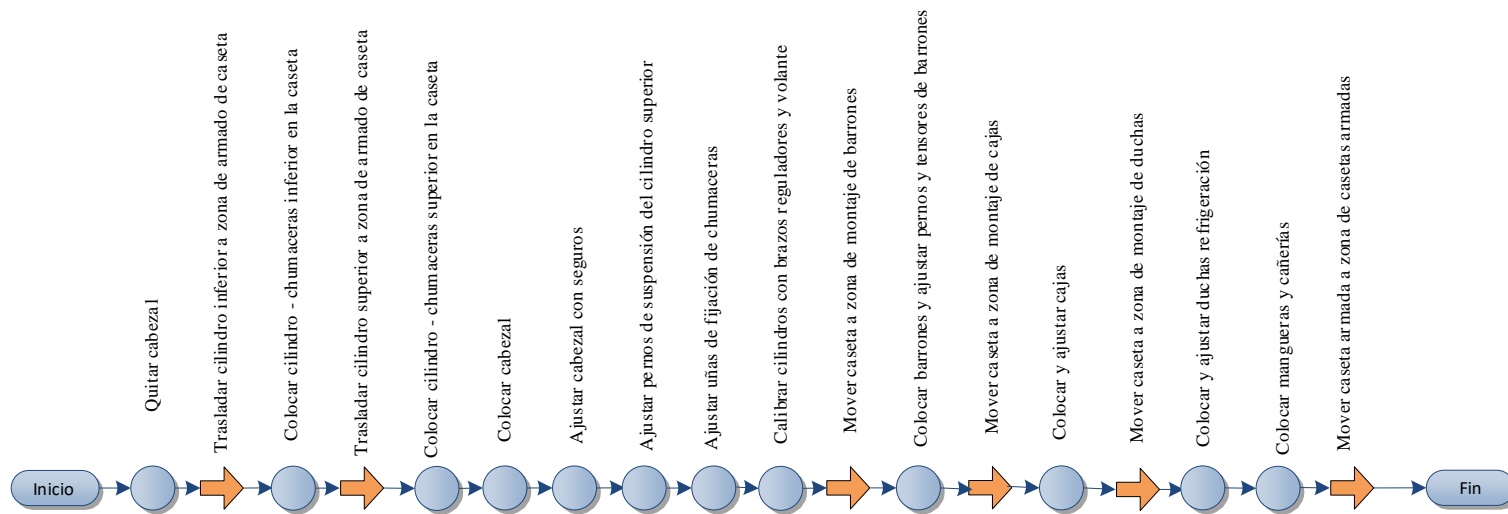 Inicio
Quitar cabezal
Trasladar cilindro inferior a zona de armado de caseta
Colocar cilindro - chumaceras inferior en la caseta
Trasladar cilindro superior a zona de armado de caseta
Colocar cilindro - chumaceras superior en la caseta
Colocar cabezal
Ajustar cabezal con seguros
Ajustar pernos de suspensión del cilindro superior
Ajustar uñas de fijación de chumaceras
Calibrar cilindros con brazos reguladores y volante
Mover caseta a zona de montaje de barrones
Colocar barrones y ajustar pernos y tensores de barrones
Mover caseta a zona de montaje de cajas
Colocar y ajustar cajas
Mover caseta a zona de montaje de duchas
Colocar y ajustar duchas refrigeración
Colocar mangueras y cañerías
Mover caseta armada a zona de casetas armadas
Fin